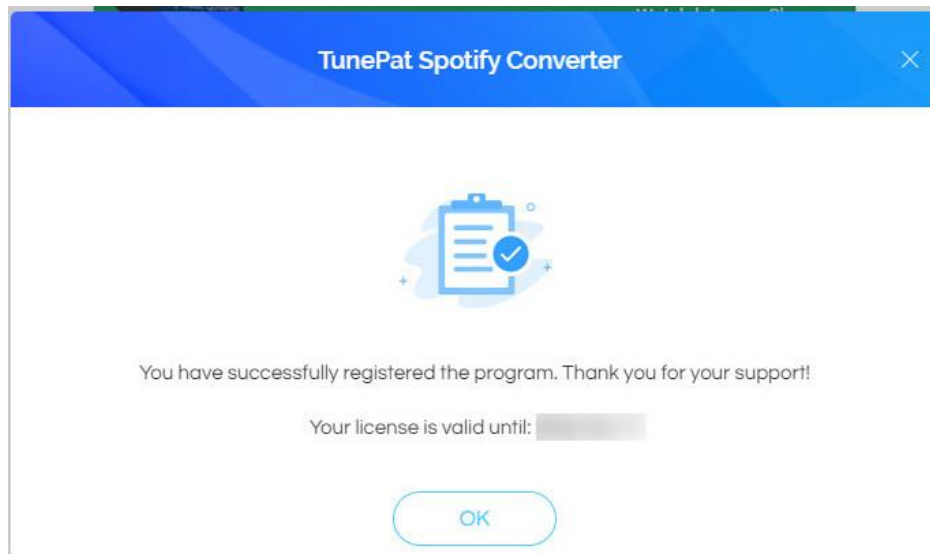 TunePat Spotify Converter
You have successfully registered the program. Thank you for your support!
Your license is valid until:
OK